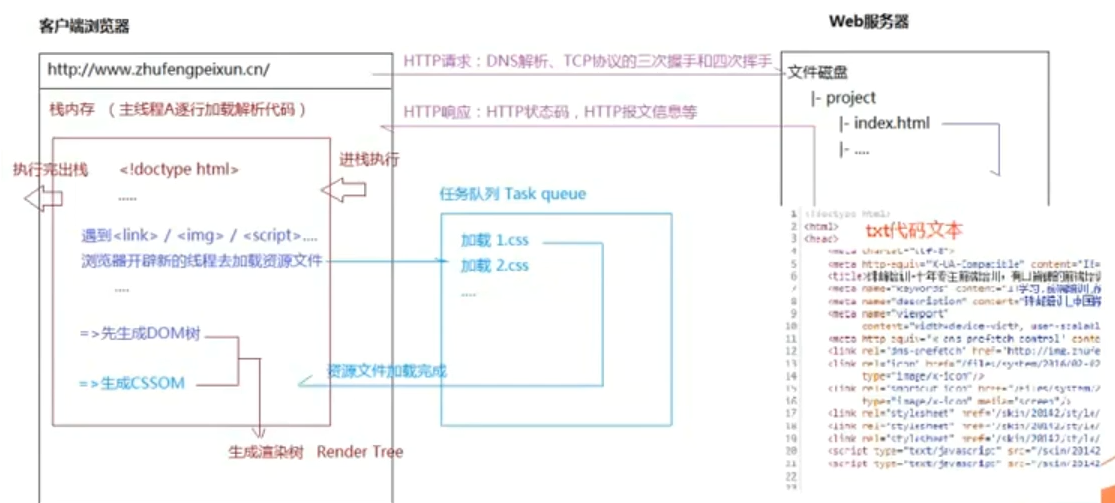 客户端浏览器
Web服务器
http://www.zhufengpeixun.cn/
HTTP请求：DNS解析、TCP协议的三次握手和四次挥手
文件磁盘
|- project
栈内存 （主线程A逐行加载解析代码）
HTTP响应：HTTP状态码，HTTP报文信息等
|- index.html
|- ....
执行完出栈
<!doctype html>
进栈执行
.....
任务队列 Task queue
遇到<link> / <img> / <script>....
浏览器开辟新的线程去加载资源文件
....
加载 1.css
加载 2.css
....
=>先生成DOM树
=>生成CSSOM
资源文件加载完成
生成渲染树 Render Tree
txt代码文本
1 <!doctype html>
2 <html>
3 <head>
4 <meta charset="utf-8">
5 <meta http-equiv="X-UA-Compatible" content="IE=
6 <title>
7 <meta name="keywords" content=
8 <meta name="description" content=
9 <meta name="viewport"
10 content="width=device-width, user-scalabl
11 <meta http-equiv="x-dns-prefetch-control" conte
12 <link rel="dns-prefetch" href="http://img.zhufe
13 <link rel="icon" href="/files/system/2016/02-02
14 type="image/x-icon"/>
15 <link rel="shortcut icon" href="/files/system/2
16 type="image/x-icon" media="screen"/>
17 <link rel="stylesheet" href="/skin/20142/style/
18 <link rel="stylesheet" href="/skin/20142/style/
19 <link rel="stylesheet" href="/skin/20142/style/
20 <script type="text/javascript" src="/skin/20142
21 <script type="text/javascript" src="/skin/20142
22
23